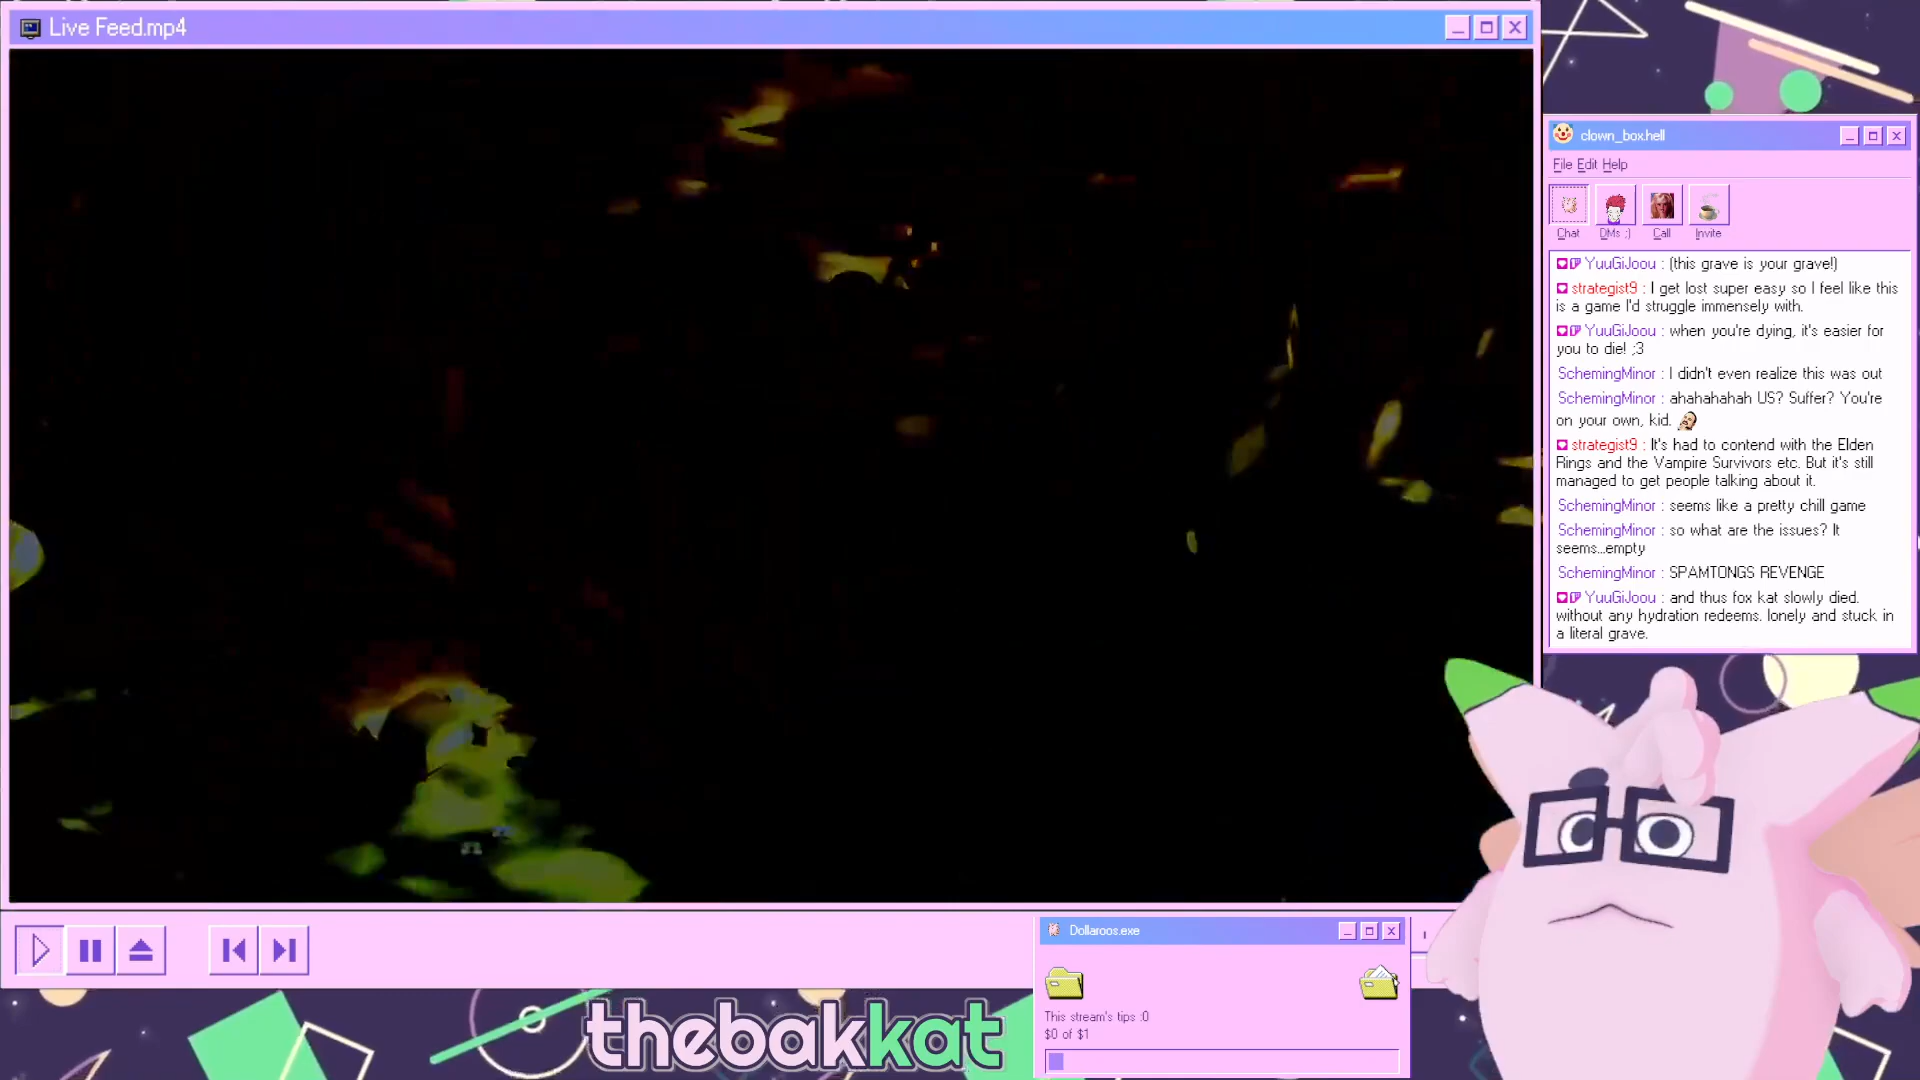 Live Feed.mp4
clown_box.hell
File Edit Help
Chat DMs ;) Call Invite
YuuGiJoou : (this grave is your grave!)
strategist9 : I get lost super easy so I feel like this
is a game I'd struggle immensely with.
YuuGiJoou : when you're dying, it's easier for
you to die! ;3
SchemingMinor : I didn't even realize this was out
SchemingMinor : ahahahahah US? Suffer? You're
on your own, kid.
strategist9 : It's had to contend with the Elden
Rings and the Vampire Survivors etc. But it's still
managed to get people talking about it.
SchemingMinor : seems like a pretty chill game
SchemingMinor : so what are the issues? It
seems...empty
SchemingMinor : SPAMTONGS REVENGE
YuuGiJoou : and thus fox kat slowly died.
without any hydration redeems. lonely and stuck in
a literal grave.
Dollaroos.exe
This stream's tips :0
$0 of $1
thebakkat